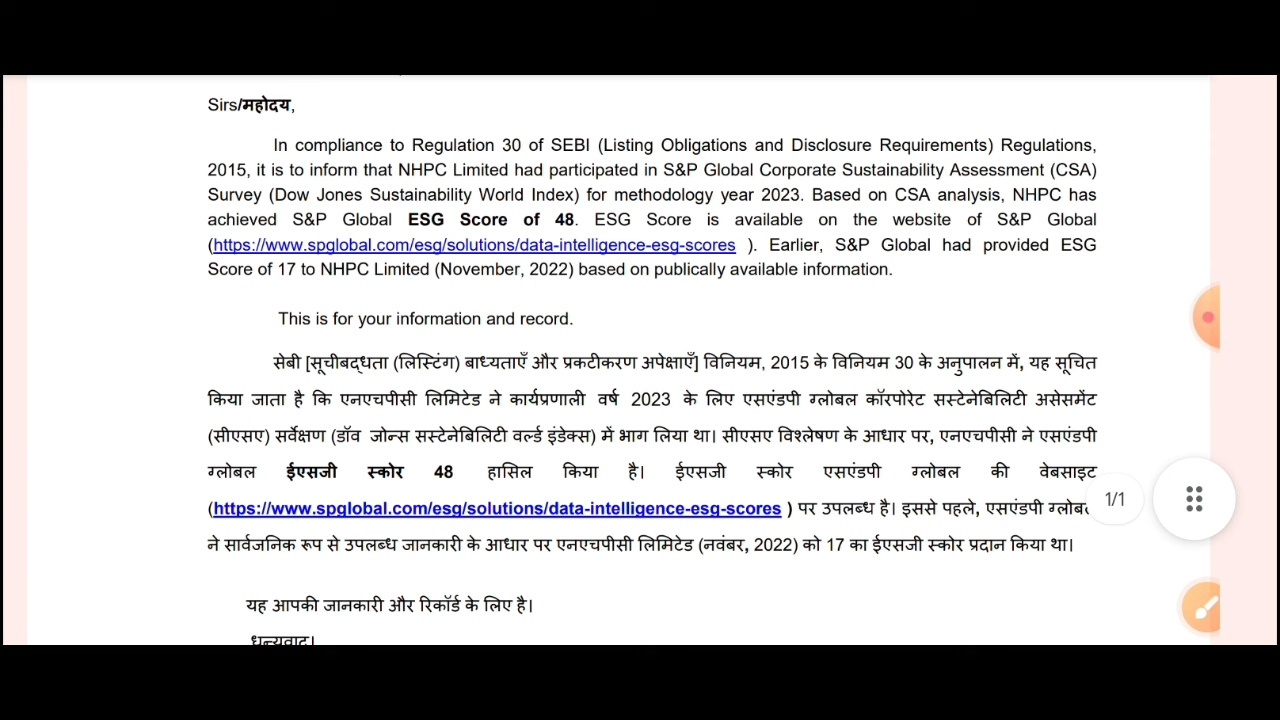 Sirs/महोदय,
In compliance to Regulation 30 of SEBI (Listing Obligations and Disclosure Requirements) Regulations,
2015, it is to inform that NHPC Limited had participated in S&P Global Corporate Sustainability Assessment (CSA)
Survey (Dow Jones Sustainability World Index) for methodology year 2023. Based on CSA analysis, NHPC has
achieved S&P Global ESG Score of 48. ESG Score is available on the website of S&P Global
(https://www.spglobal.com/esg/solutions/data-intelligence-esg-scores ). Earlier, S&P Global had provided ESG
Score of 17 to NHPC Limited (November, 2022) based on publically available information.
This is for your information and record.
सेबी [सूचीबद्धता (लिस्टिंग) बाध्यताएँ और प्रकटीकरण अपेक्षाएँ] विनियम, 2015 के विनियम 30 के अनुपालन में, यह सूचित
किया जाता है कि एनएचपीसी लिमिटेड ने कार्यप्रणाली वर्ष 2023 के लिए एसएंडपी ग्लोबल कॉरपोरेट सस्टेनेबिलिटी असेसमेंट
(सीएसए) सर्वेक्षण (डॉव जोन्स सस्टेनेबिलिटी वर्ल्ड इंडेक्स) में भाग लिया था। सीएसए विश्लेषण के आधार पर, एनएचपीसी ने एसएंडपी
ग्लोबल ईएसजी स्कोर 48 हासिल किया है। ईएसजी स्कोर एसएंडपी ग्लोबल की वेबसाइट
(https://www.spglobal.com/esg/solutions/data-intelligence-esg-scores ) पर उपलब्ध है। इससे पहले, एसएंडपी ग्लोबल
ने सार्वजनिक रूप से उपलब्ध जानकारी के आधार पर एनएचपीसी लिमिटेड (नवंबर, 2022) को 17 का ईएसजी स्कोर प्रदान किया था।
1/1
यह आपकी जानकारी और रिकॉर्ड के लिए है।
धन्यवाद।